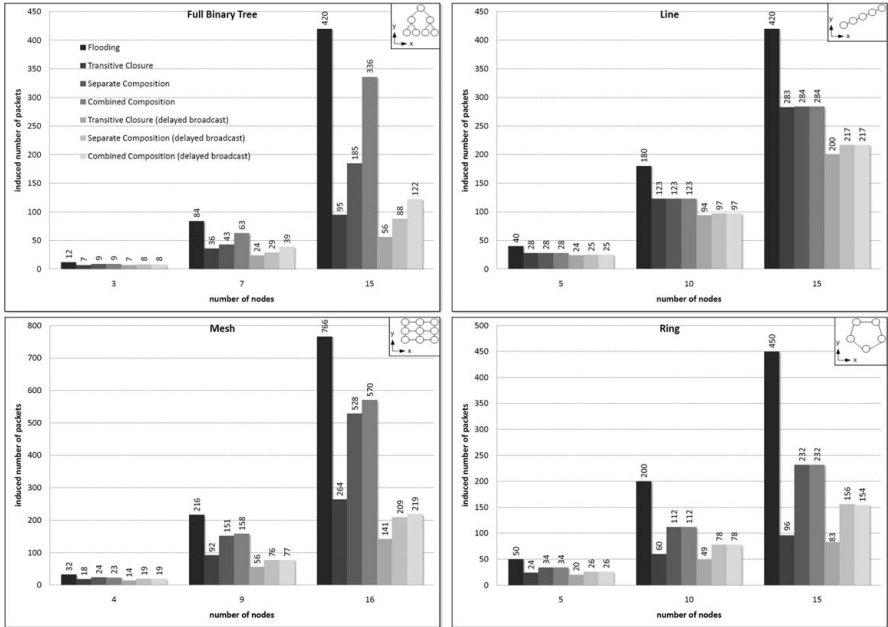 Full Binary Tree
induced number of packets
450
400
350
300
250
200
150
100
50
0
Flooding
Transitive Closure
Separate Composition
Combined Composition
Transitive Closure (delayed broadcast)
Separate Composition (delayed broadcast)
Combined Composition (delayed broadcast)
12 7 9 9 7 8 8
84 36 43 63 24 29 39
420 95 185 336 56 88 122
3 7 15
number of nodes
y
x
Line
induced number of packets
450
400
350
300
250
200
150
100
50
0
40 28 28 28 24 25 25
180 123 123 123 94 97 97
420 283 284 284 200 217 217
5 10 15
number of nodes
y
x
Mesh
induced number of packets
800
700
600
500
400
300
200
100
0
32 18 24 23 14 19 19
216 92 151 158 56 76 77
766 264 528 570 141 209 219
4 9 16
number of nodes
y
x
Ring
induced number of packets
500
450
400
350
300
250
200
150
100
50
0
50 24 34 34 20 26 26
200 60 112 112 49 78 78
450 96 232 232 83 156 154
5 10 15
number of nodes
y
x